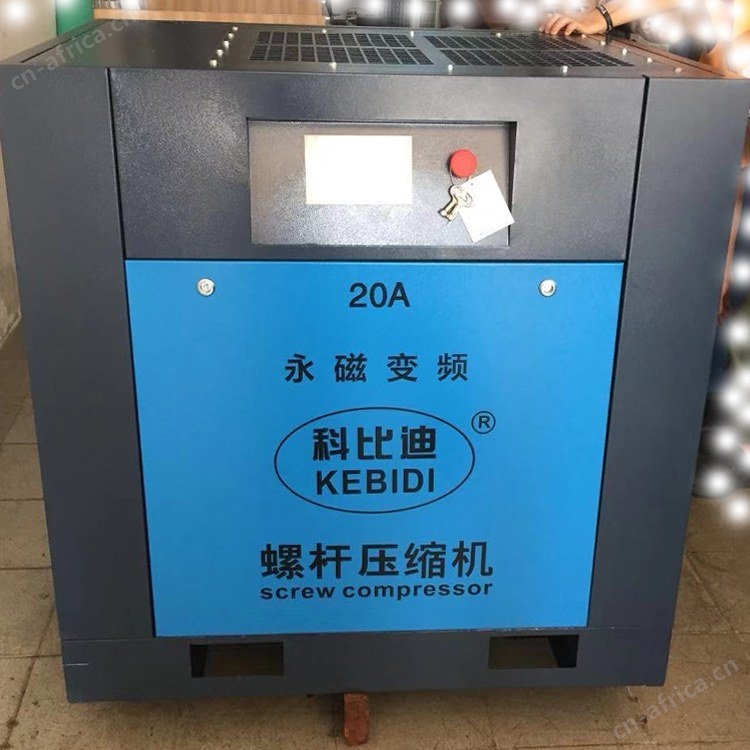 cn-africa.cn
20A
永磁变频
科比迪®
KEBIDI
螺杆压缩机
screw compressor
cn-africa.cn